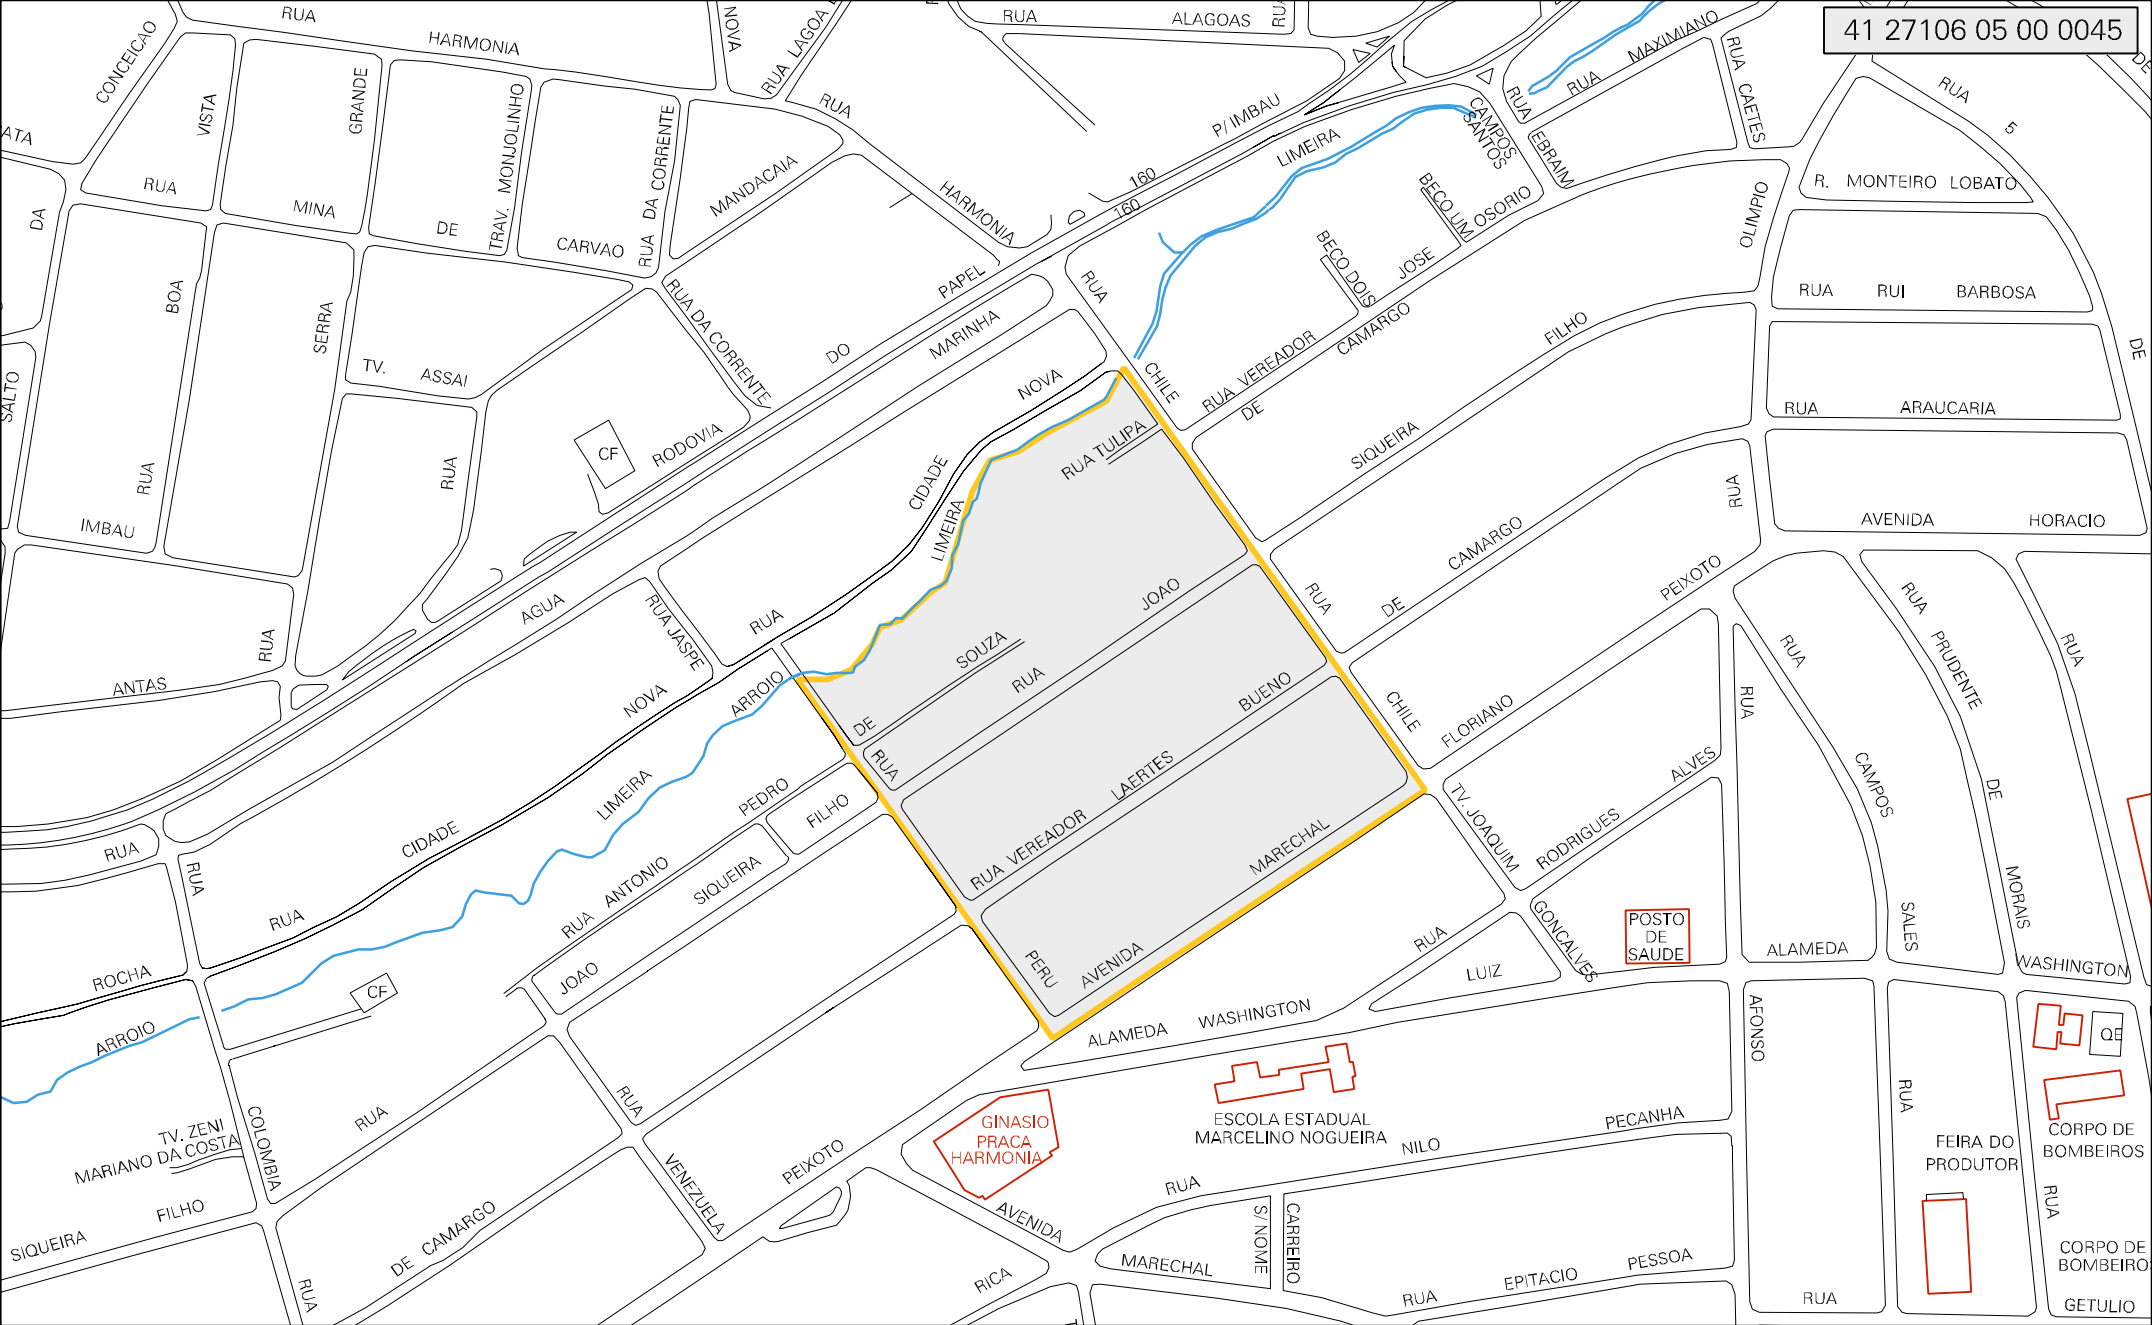 41 27106 05 00 0045
RUA
HARMONIA
NOVA
RUA LAGOA
RUA
ALAGOAS
RUA
RUA
MAXIMIANO
RUA
CAETES
DE
CONCEICAO
VISTA
GRANDE
TRAV. MONJOLINHO
RUA DA CORRENTE
RUA
HARMONIA
P/ IMBAU
LIMEIRA
CAMPOS
SANTOS
RUA
EBRAIM
RUA
5
DE
ATA
DA
RUA
MINA
DE
CARVAO
MANDACAIA
160
160
BECO UM
OSORIO
BECO DOIS
JOSE
OLIMPIO
R. MONTEIRO LOBATO
RUA RUI BARBOSA
RUA ARAUCARIA
BOA
RUA
SERRA
RUA
TV. ASSAI
RUA DA CORRENTE
PAPEL
DO
RODOVIA
MARINHA
AGUA
RUA
CHILE
RUA VEREADOR
DE
CAMARGO
FILHO
SIQUEIRA
SALTO
IMBAU
RUA
ANTAS
CF
NOVA
CIDADE
LIMEIRA
RUA TULIPA
RUA
AVENIDA
HORACIO
CAMARGO
DE
RUA
CHILE
PEIXOTO
FLORIANO
RUA JASPE
RUA
NOVA
CIDADE
RUA
ROCHA
ARROIO
LIMEIRA
ARROIO
JOAO
RUA
SOUZA
DE
RUA
PERU
BUENO
LAERTES
RUA VEREADOR
MARECHAL
AVENIDA
PEDRO
ANTONIO
RUA
FILHO
SIQUEIRA
JOAO
RUA
RUA
CF
TV. JOAQUIM
GONCALVES
ALVES
RODRIGUES
RUA
LUIZ
RUA
AFONSO
RUA
CAMPOS
SALES
RUA
PRUDENTE
DE
MORAIS
RUA
POSTO
DE
SAUDE
ALAMEDA
WASHINGTON
ALAMEDA WASHINGTON
COLOMBIA
RUA
TV. ZENI
MARIANO DA COSTA
SIQUEIRA
FILHO
RUA
DE CAMARGO
RUA
VENEZUELA
PEIXOTO
GINASIO
PRACA
HARMONIA
ESCOLA ESTADUAL
MARCELINO NOGUEIRA
RUA
NILO
PECANHA
AVENIDA
RICA
MARECHAL
S/ NOME
CARREIRO
RUA
EPITACIO
PESSOA
RUA
RUA
FEIRA DO
PRODUTOR
QE
CORPO DE
BOMBEIROS
RUA
CORPO DE
BOMBEIRO
GETULIO